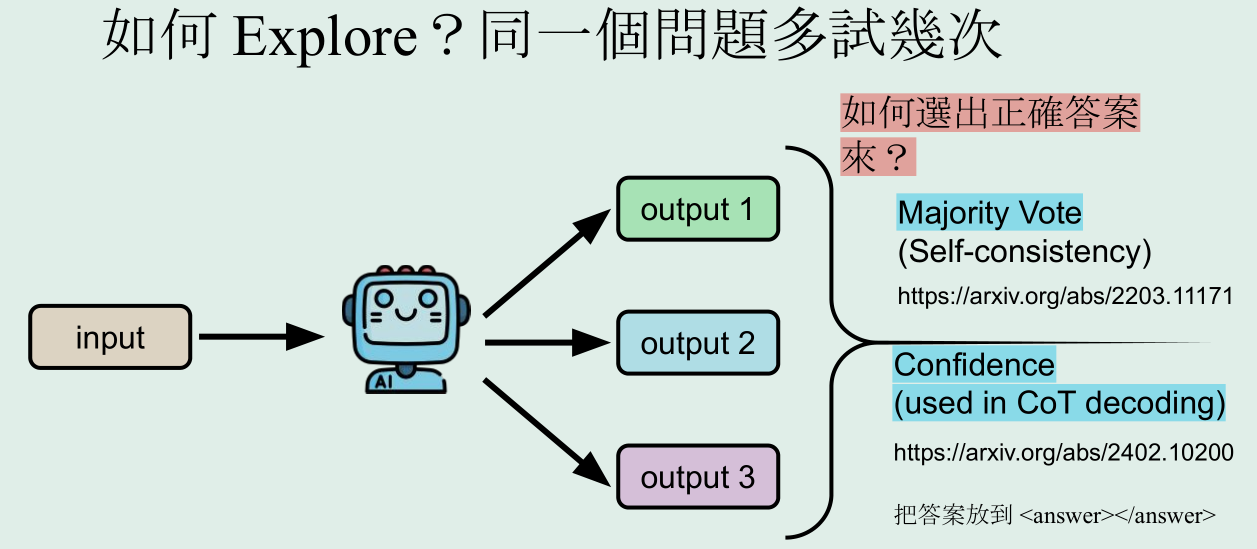 如何 Explore？同一個問題多試幾次
如何選出正確答案
來？
Majority Vote
(Self-consistency)
https://arxiv.org/abs/2203.11171
output 1
input
output 2
AI
Confidence
(used in CoT decoding)
https://arxiv.org/abs/2402.10200
output 3
把答案放到 <answer></answer>